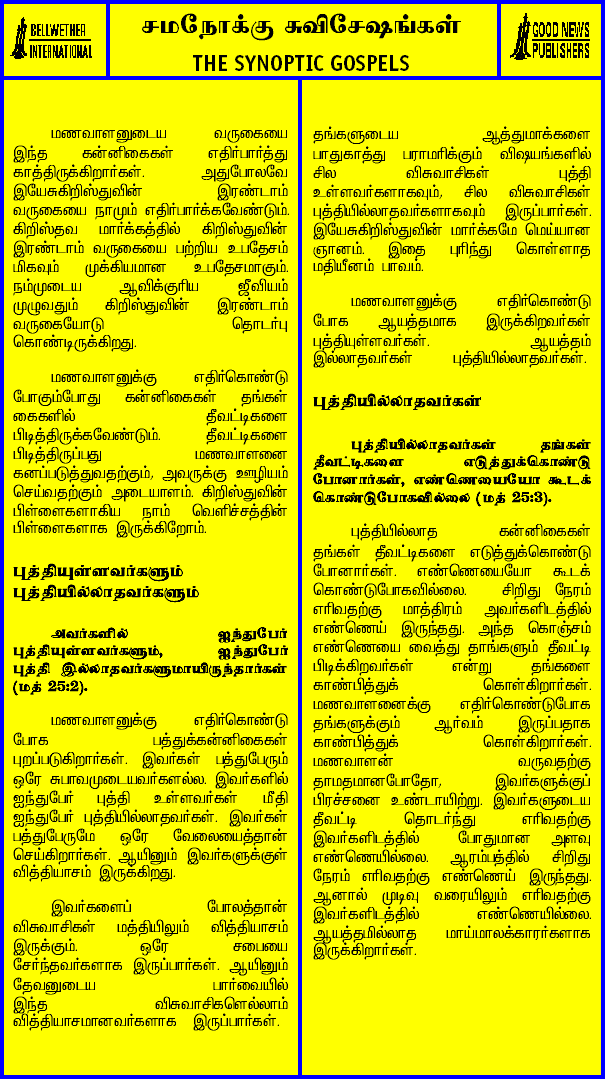 BELLWETHER
INTERNATIONAL
சமநோக்கு சுவிசேஷங்கள்
THE SYNOPTIC GOSPELS
GOOD NEWS
PUBLISHERS
மணவாளனுடைய வருகையை
இந்த கன்னிகைகள் எதிர்பார்த்து
காத்திருக்கிறார்கள். அதுபோலவே
இயேசுகிறிஸ்துவின் இரண்டாம்
வருகையை நாமும் எதிர்பார்க்கவேண்டும்.
கிறிஸ்தவ மார்க்கத்தில் கிறிஸ்துவின்
இரண்டாம் வருகையை பற்றிய உபதேசம்
மிகவும் முக்கியமான உபதேசமாகும்.
நம்முடைய ஆவிக்குரிய ஜீவியம்
முழுவதும் கிறிஸ்துவின் இரண்டாம்
வருகையோடு தொடர்பு
கொண்டிருக்கிறது.
மணவாளனுக்கு எதிர்கொண்டு
போகும்போது கன்னிகைகள் தங்கள்
கைகளில் தீவட்டிகளை
பிடித்திருக்கவேண்டும். தீவட்டிகளை
பிடித்திருப்பது மணவாளனை
கனப்படுத்துவதற்கும், அவருக்கு ஊழியம்
செய்வதற்கும் அடையாளம். கிறிஸ்துவின்
பிள்ளைகளாகிய நாம் வெளிச்சத்தின்
பிள்ளைகளாக இருக்கிறோம்.
புத்தியுள்ளவர்களும்
புத்தியில்லாதவர்களும்
அவர்களில் ஐந்துபேர்
புத்தியுள்ளவர்களும், ஐந்துபேர்
புத்தி இல்லாதவர்களுமாயிருந்தார்கள்
(மத் 25:2).
மணவாளனுக்கு எதிர்கொண்டு
போக பத்துக்கன்னிகைகள்
புறப்படுகிறார்கள். இவர்கள் பத்துபேரும்
ஒரே சுபாவமுடையவர்களல்ல. இவர்களில்
ஐந்துபேர் புத்தி உள்ளவர்கள் மீதி
ஐந்துபேர் புத்தியில்லாதவர்கள். இவர்கள்
பத்துபேருமே ஒரே வேலையைத்தான்
செய்கிறார்கள். ஆயினும் இவர்களுக்குள்
வித்தியாசம் இருக்கிறது.
இவர்களைப் போலத்தான்
விசுவாசிகள் மத்தியிலும் வித்தியாசம்
இருக்கும். ஒரே சபையை
சேர்ந்தவர்களாக இருப்பார்கள். ஆயினும்
தேவனுடைய பார்வையில்
இந்த விசுவாசிகளெல்லாம்
வித்தியாசமானவர்களாக இருப்பார்கள்.
தங்களுடைய ஆத்துமாக்களை
பாதுகாத்து பராமரிக்கும் விஷயங்களில்
சில விசுவாசிகள் புத்தி
உள்ளவர்களாகவும், சில விசுவாசிகள்
புத்தியில்லாதவர்களாகவும் இருப்பார்கள்.
இயேசுகிறிஸ்துவின் மார்க்கமே மெய்யான
ஞானம். இதை புரிந்து கொள்ளாத
மதியீனம் பாவம்.
மணவாளனுக்கு எதிர்கொண்டு
போக ஆயத்தமாக இருக்கிறவர்கள்
புத்தியுள்ளவர்கள். ஆயத்தம்
இல்லாதவர்கள் புத்தியில்லாதவர்கள்.
புத்தியில்லாதவர்கள்
புத்தியில்லாதவர்கள் தங்கள்
தீவட்டிகளை எடுத்துக்கொண்டு
போனார்கள், எண்ணெயையோ கூடக்
கொண்டுபோகவில்லை (மத் 25:3).
புத்தியில்லாத கன்னிகைகள்
தங்கள் தீவட்டிகளை எடுத்துக்கொண்டு
போனார்கள். எண்ணெயையோ கூடக்
கொண்டுபோகவில்லை. சிறிது நேரம்
எரிவதற்கு மாத்திரம் அவர்களிடத்தில்
எண்ணெய் இருந்தது. அந்த கொஞ்சம்
எண்ணெயை வைத்து தாங்களும் தீவட்டி
பிடிக்கிறவர்கள் என்று தங்களை
காண்பித்துக் கொள்கிறார்கள்.
மணவாளனைக்கு எதிர்கொண்டுபோக
தங்களுக்கும் ஆர்வம் இருப்பதாக
காண்பித்துக் கொள்கிறார்கள்.
மணவாளன் வருவதற்கு
தாமதமானபோதோ, இவர்களுக்குப்
பிரச்சனை உண்டாயிற்று. இவர்களுடைய
தீவட்டி தொடர்ந்து எரிவதற்கு
இவர்களிடத்தில் போதுமான அளவு
எண்ணெயில்லை. ஆரம்பத்தில் சிறிது
நேரம் எரிவதற்கு எண்ணெய் இருந்தது.
ஆனால் முடிவு வரையிலும் எரிவதற்கு
இவர்களிடத்தில் எண்ணெயில்லை.
ஆயத்தமில்லாத மாய்மாலக்காரர்களாக
இருக்கிறார்கள்.